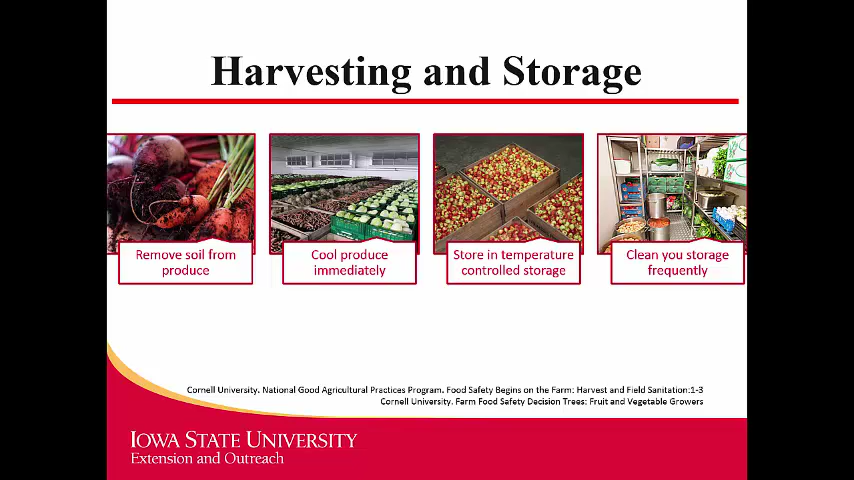 Harvesting and Storage
Remove soil from
produce
Cool produce
immediately
Store in temperature
controlled storage
Clean you storage
frequently
Cornell University. National Good Agricultural Practices Program. Food Safety Begins on the Farm: Harvest and Field Sanitation:1-3
Cornell University. Farm Food Safety Decision Trees: Fruit and Vegetable Growers
IOWA STATE UNIVERSITY
Extension and Outreach